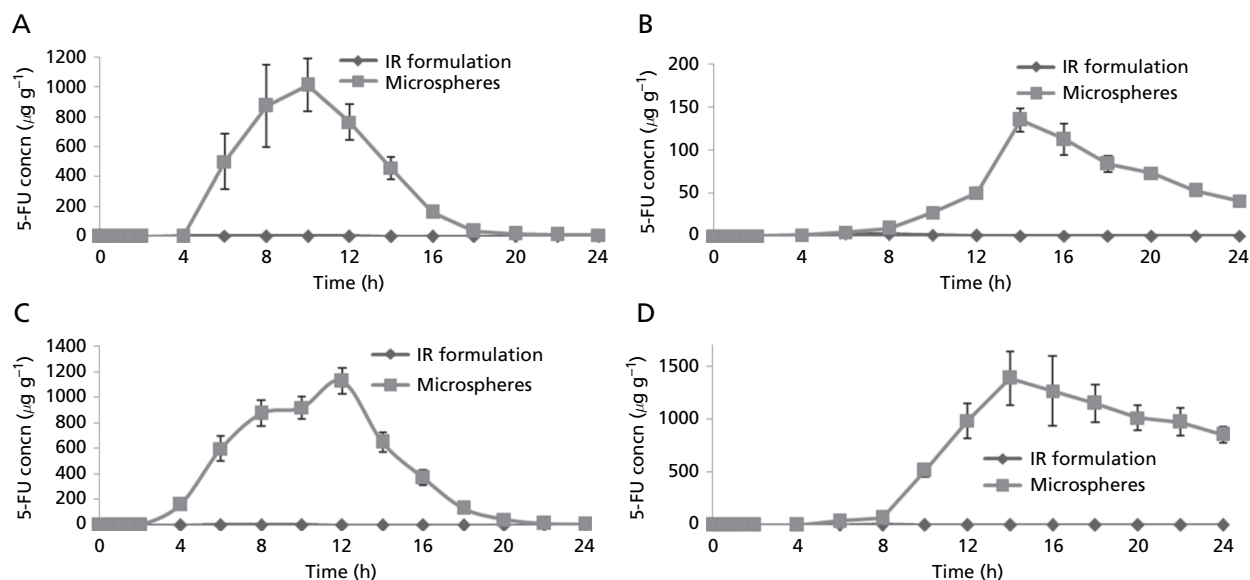 A
5-FU concn (μg g⁻¹)
1200
1000
800
600
400
200
0
0 4 8 12 16 20 24
Time (h)
IR formulation
Microspheres
B
5-FU concn (μg g⁻¹)
200
150
100
50
0
0 4 8 12 16 20 24
Time (h)
IR formulation
Microspheres
C
5-FU concn (μg g⁻¹)
1400
1200
1000
800
600
400
200
0
0 4 8 12 16 20 24
Time (h)
IR formulation
Microspheres
D
5-FU concn (μg g⁻¹)
1500
1000
500
0
0 4 8 12 16 20 24
Time (h)
IR formulation
Microspheres